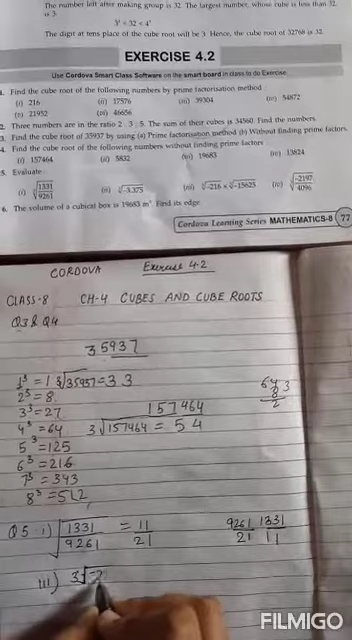 The number left after making group is 32. The largest number, whose cube is less than 32,
is 3.
3³ < 32 < 4³
The digit at tens place of the cube root will be 3. Hence, the cube root of 32768 is 32.
EXERCISE 4.2
Use Cordova Smart Class Software on the smart board in class to do Exercise.
1. Find the cube root of the following numbers by prime factorisation method
(i) 216 (ii) 17576 (iii) 39304 (iv) 54872
(v) 21952 (vi) 46656
2. Three numbers are in the ratio 2 : 3 : 5. The sum of their cubes is 34560. Find the numbers.
3. Find the cube root of 35937 by using (a) Prime factorisation method (b) Without finding prime factors.
4. Find the cube root of the following numbers without finding prime factors
(i) 157464 (ii) 5832 19683 13824
5. Evaluate
(i) ∛1331/9261 (ii) ∛-3.375 (iii) ∛-216 × ∛-15625 (iv) ∛-2197/4096
6. The volume of a cubical box is 19683 m³. Find its edge.
Cordova Learning Series MATHEMATICS-8 77
CORDOVA Exercise 4.2
CLASS-8 CH-4 CUBES AND CUBE ROOTS
Q3 & Q4
35937
1³ = 1 3√35937 = 33
2³ = 8
3³ = 27 157464
4³ = 64 3√157464 = 54
5³ = 125
6³ = 216
7³ = 343
8³ = 512
Q5 i) √1331/9261 = 11/21 9261/21 1331/11
iii) 3√-2
FILMIGO